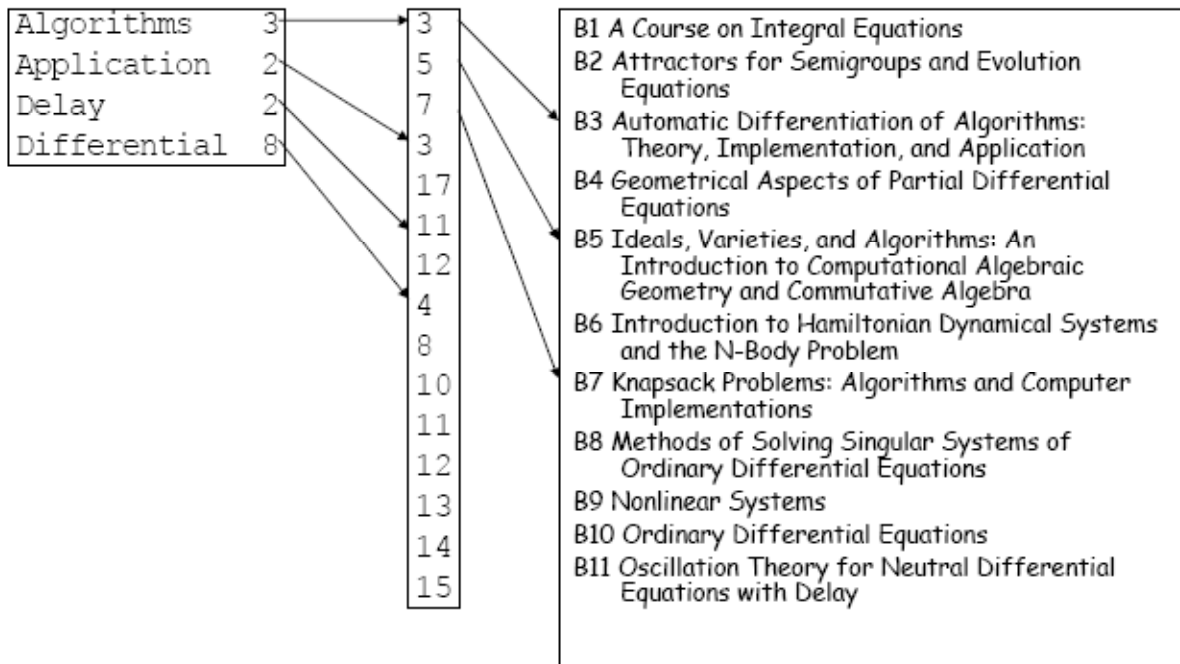 Algorithms 3
Application 2
Delay 2
Differential 8
3
5
7
3
17
11
12
4
8
10
11
12
13
14
15
B1 A Course on Integral Equations
B2 Attractors for Semigroups and Evolution
Equations
B3 Automatic Differentiation of Algorithms:
Theory, Implementation, and Application
B4 Geometrical Aspects of Partial Differential
Equations
B5 Ideals, Varieties, and Algorithms: An
Introduction to Computational Algebraic
Geometry and Commutative Algebra
B6 Introduction to Hamiltonian Dynamical Systems
and the N-Body Problem
B7 Knapsack Problems: Algorithms and Computer
Implementations
B8 Methods of Solving Singular Systems of
Ordinary Differential Equations
B9 Nonlinear Systems
B10 Ordinary Differential Equations
B11 Oscillation Theory for Neutral Differential
Equations with Delay